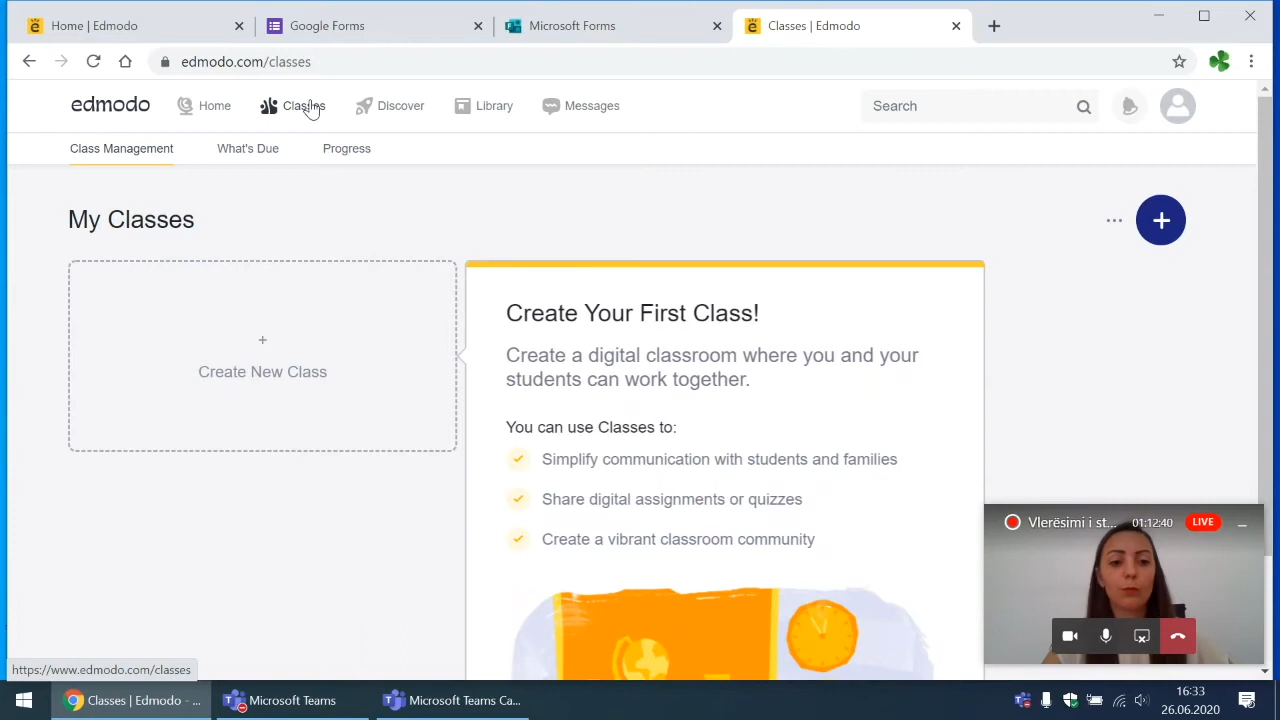 Home | Edmodo
Google Forms
Microsoft Forms
Classes | Edmodo
edmodo.com/classes
edmodo
Home
Classes
Discover
Library
Messages
Search
Class Management
What's Due
Progress
My Classes
+
Create New Class
Create Your First Class!
Create a digital classroom where you and your
students can work together.
You can use Classes to:
Simplify communication with students and families
Share digital assignments or quizzes
Create a vibrant classroom community
Vlerësimi i st...
01:12:40
LIVE
https://www.edmodo.com/classes
Classes | Edmodo - ...
Microsoft Teams
Microsoft Teams Ca...
16:33
26.06.2020